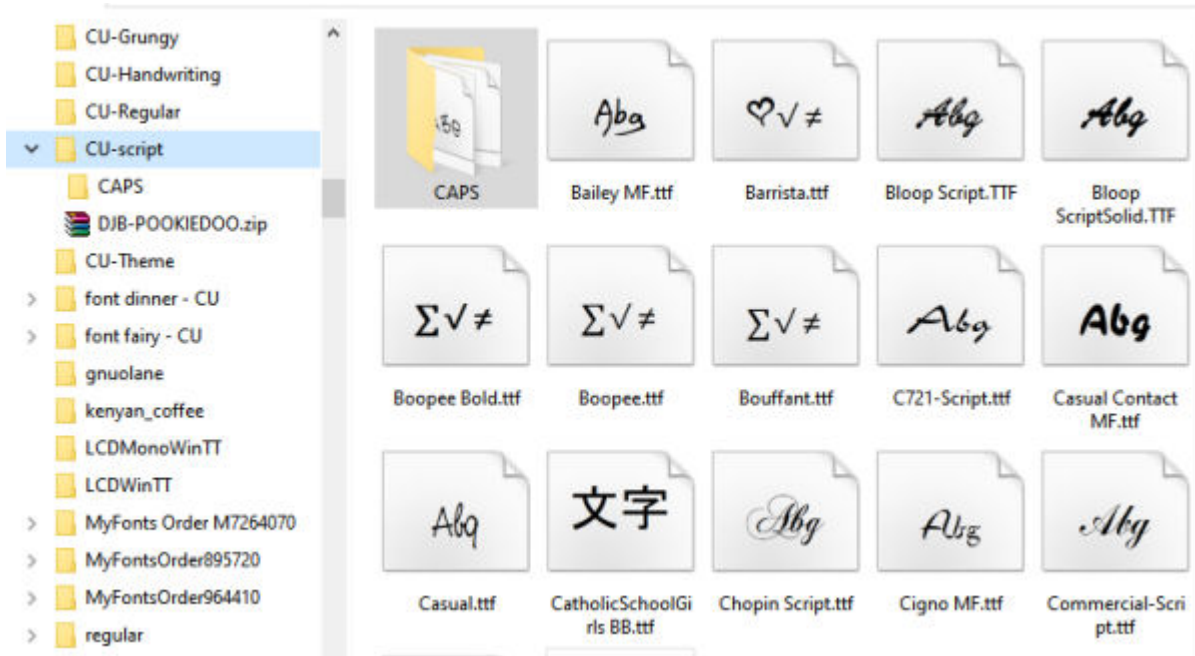 CU-Grungy
CU-Handwriting
CU-Regular
CU-script
CAPS
DJB-POOKIEDOO.zip
CU-Theme
font dinner - CU
font fairy - CU
gnuolane
kenyan_coffee
LCDMonoWinTT
LCDWinTT
MyFonts Order M7264070
MyFontsOrder895720
MyFontsOrder964410
regular
Abg
Abg
♡√≠
Abg
Abg
CAPS
Bailey MF.ttf
Barrista.ttf
Bloop Script.TTF
Bloop
ScriptSolid.TTF
∑√≠
∑√≠
∑√≠
Abg
Abg
Boopee Bold.ttf
Boopee.ttf
Bouffant.ttf
C721-Script.ttf
Casual Contact
MF.ttf
Abg
文字
Abg
Abg
Abg
Casual.ttf
CatholicSchoolGi
rls BB.ttf
Chopin Script.ttf
Cigno MF.ttf
Commercial-Scri
pt.ttf